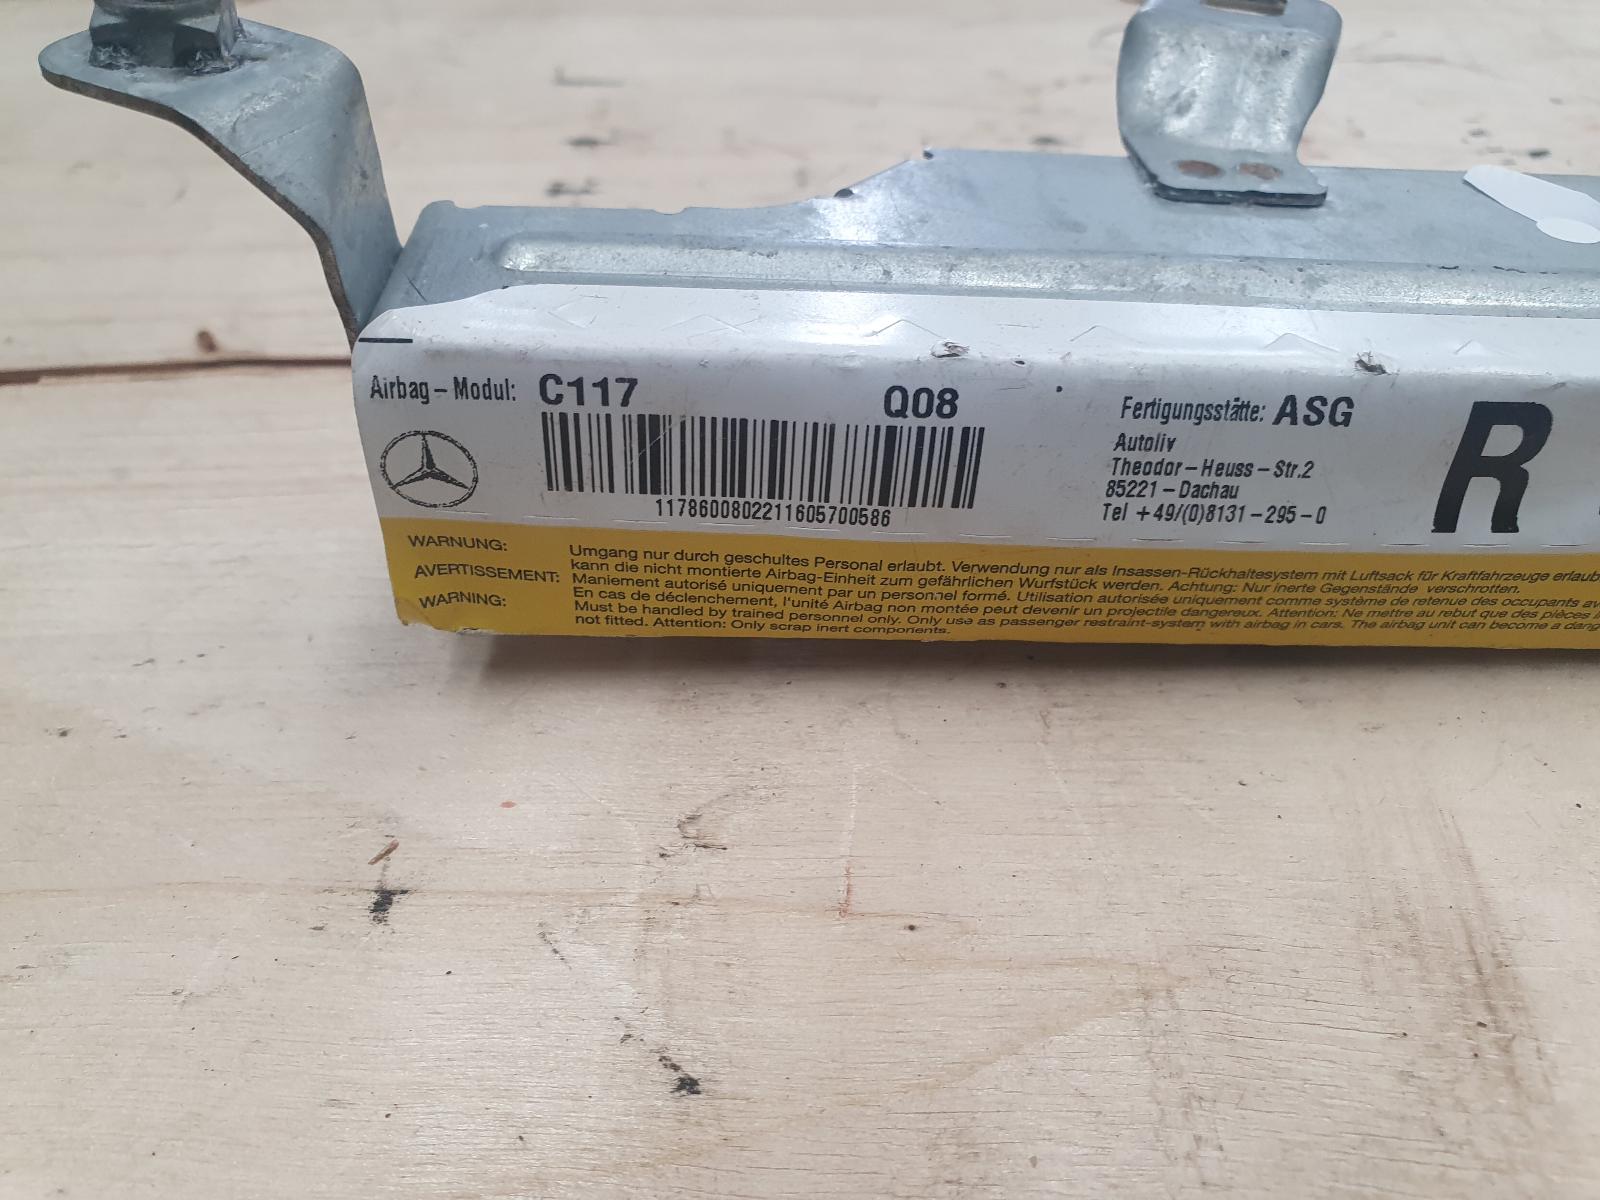 Airbag – Modul: C117 Q08
1178600802211605700586
Fertigungsstätte: ASG
Autoliv
Theodor – Heuss – Str.2
85221 – Dachau
Tel +49/(0)8131 – 295 – 0
R
WARNUNG: Umgang nur durch geschultes Personal erlaubt. Verwendung nur als Insassen-Rückhaltesystem mit Luftsack für Kraftfahrzeuge erlaub
kann die nicht montierte Airbag-Einheit zum gefährlichen Wurfstück werden. Achtung: Nur inerte Gegenstände verschrotten.
AVERTISSEMENT: Maniement autorisé uniquement par un personnel formé. Utilisation autorisée uniquement comme système de retenue des occupants av
En cas de déclenchement, l'unité Airbag non montée peut devenir un projectile dangereux. Attention: Ne mettre au rebut que des pièces i
WARNING: Must be handled by trained personnel only. Only use as passenger restraint-system with airbag in cars. The airbag unit can become a dang
not fitted. Attention: Only scrap inert components.